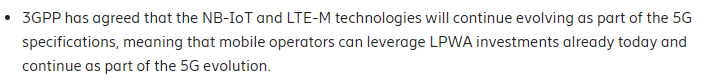 • 3GPP has agreed that the NB-IoT and LTE-M technologies will continue evolving as part of the 5G
specifications, meaning that mobile operators can leverage LPWA investments already today and
continue as part of the 5G evolution.